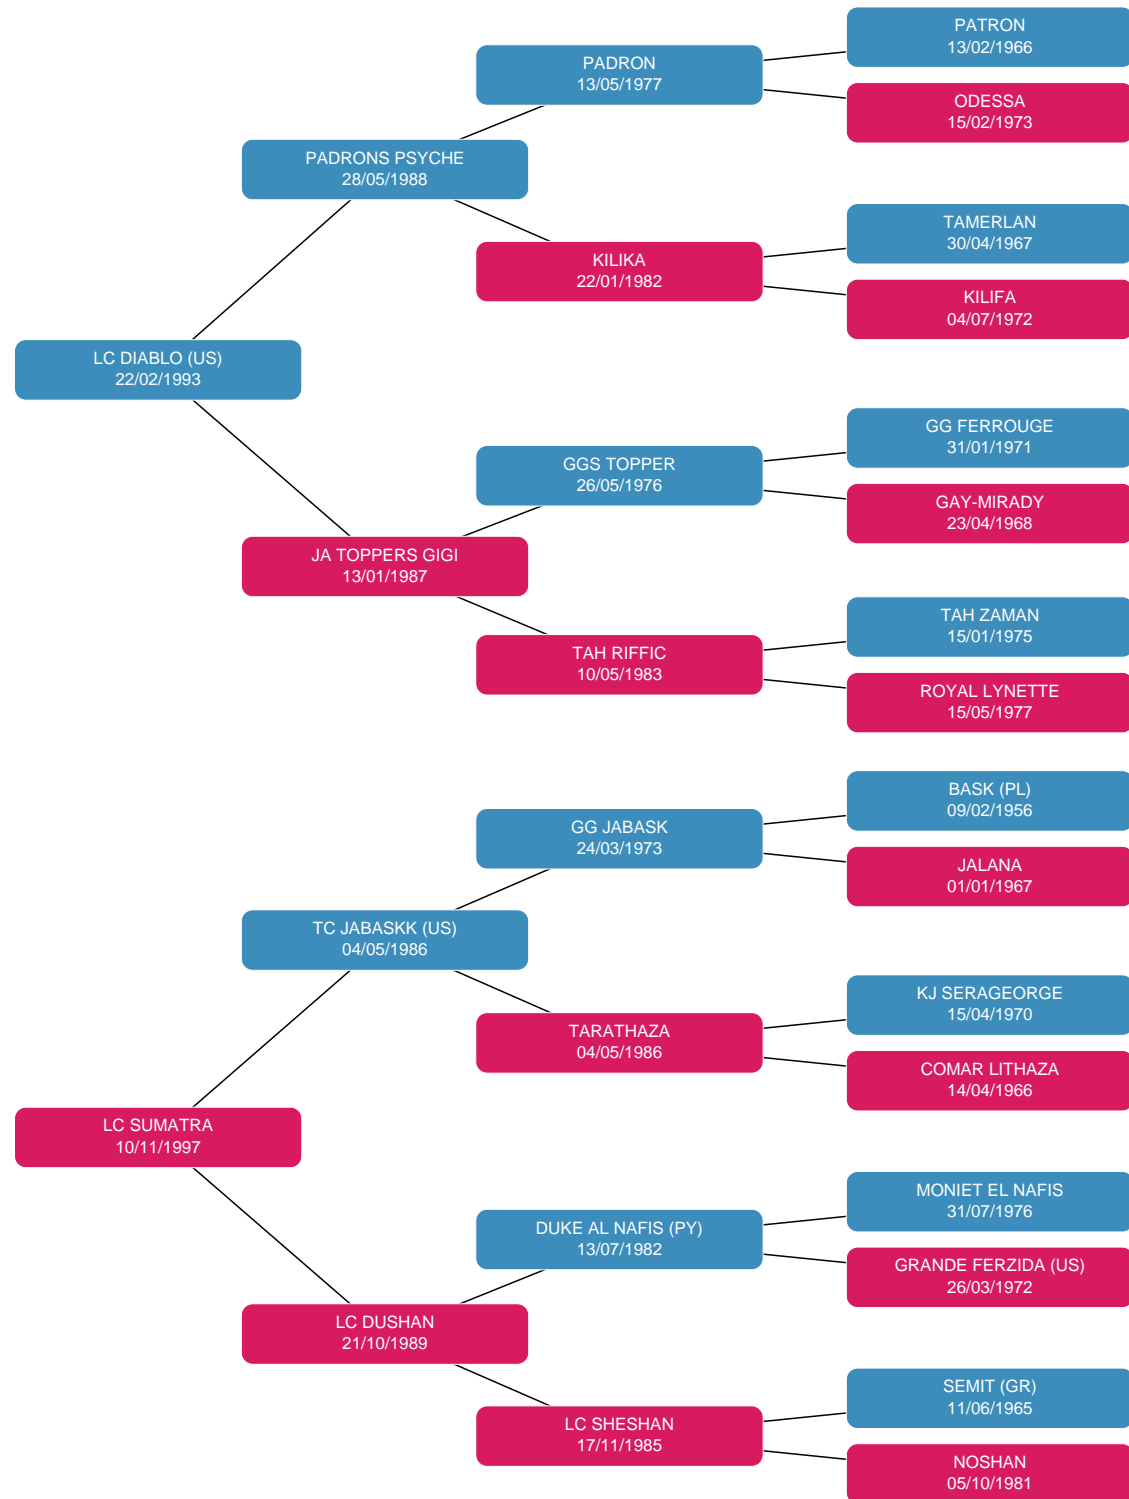 PATRON
13/02/1966
PADRON
13/05/1977
ODESSA
15/02/1973
PADRONS PSYCHE
28/05/1988
TAMERLAN
30/04/1967
KILIKA
22/01/1982
KILIFA
04/07/1972
LC DIABLO (US)
22/02/1993
GG FERROUGE
31/01/1971
GGS TOPPER
26/05/1976
GAY-MIRADY
23/04/1968
JA TOPPERS GIGI
13/01/1987
TAH ZAMAN
15/01/1975
TAH RIFFIC
10/05/1983
ROYAL LYNETTE
15/05/1977
BASK (PL)
09/02/1956
GG JABASK
24/03/1973
JALANA
01/01/1967
TC JABASKK (US)
04/05/1986
KJ SERAGEORGE
15/04/1970
TARATHAZA
04/05/1986
COMAR LITHAZA
14/04/1966
LC SUMATRA
10/11/1997
MONIET EL NAFIS
31/07/1976
DUKE AL NAFIS (PY)
13/07/1982
GRANDE FERZIDA (US)
26/03/1972
LC DUSHAN
21/10/1989
SEMIT (GR)
11/06/1965
LC SHESHAN
17/11/1985
NOSHAN
05/10/1981